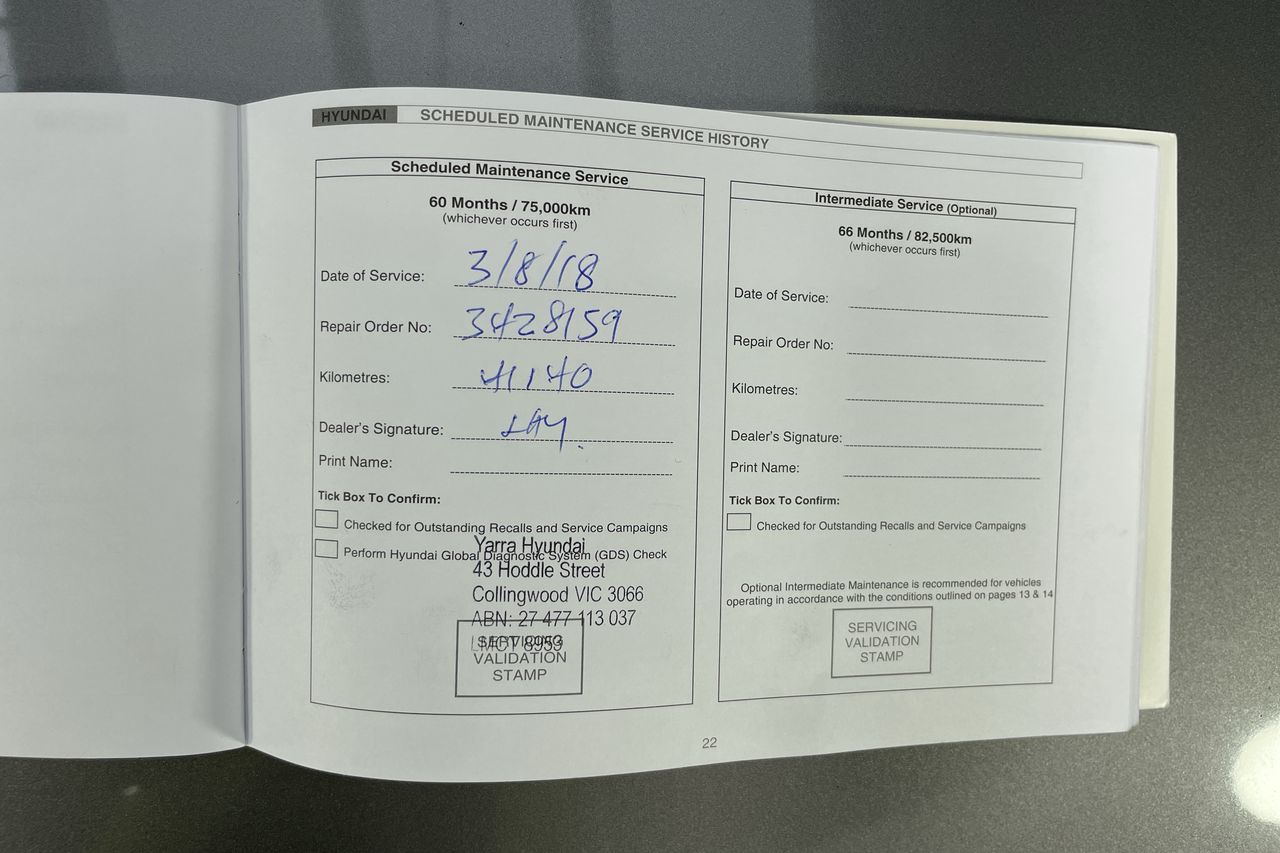 HYUNDAI SCHEDULED MAINTENANCE SERVICE HISTORY
Scheduled Maintenance Service
60 Months / 75,000km
(whichever occurs first)
Date of Service: 3/8/18
Repair Order No: 3428159
Kilometres: 41140
Dealer's Signature:
Print Name:
Tick Box To Confirm:
Checked for Outstanding Recalls and Service Campaigns
Perform Hyundai Global Diagnostic System (GDS) Check
Yarra Hyundai
43 Hoddle Street
Collingwood VIC 3066
ABN: 27 477 113 037
LMCT 8959
SERVICING
VALIDATION
STAMP
Intermediate Service (Optional)
66 Months / 82,500km
(whichever occurs first)
Date of Service:
Repair Order No:
Kilometres:
Dealer's Signature:
Print Name:
Tick Box To Confirm:
Checked for Outstanding Recalls and Service Campaigns
Optional Intermediate Maintenance is recommended for vehicles
operating in accordance with the conditions outlined on pages 13 & 14
SERVICING
VALIDATION
STAMP
22